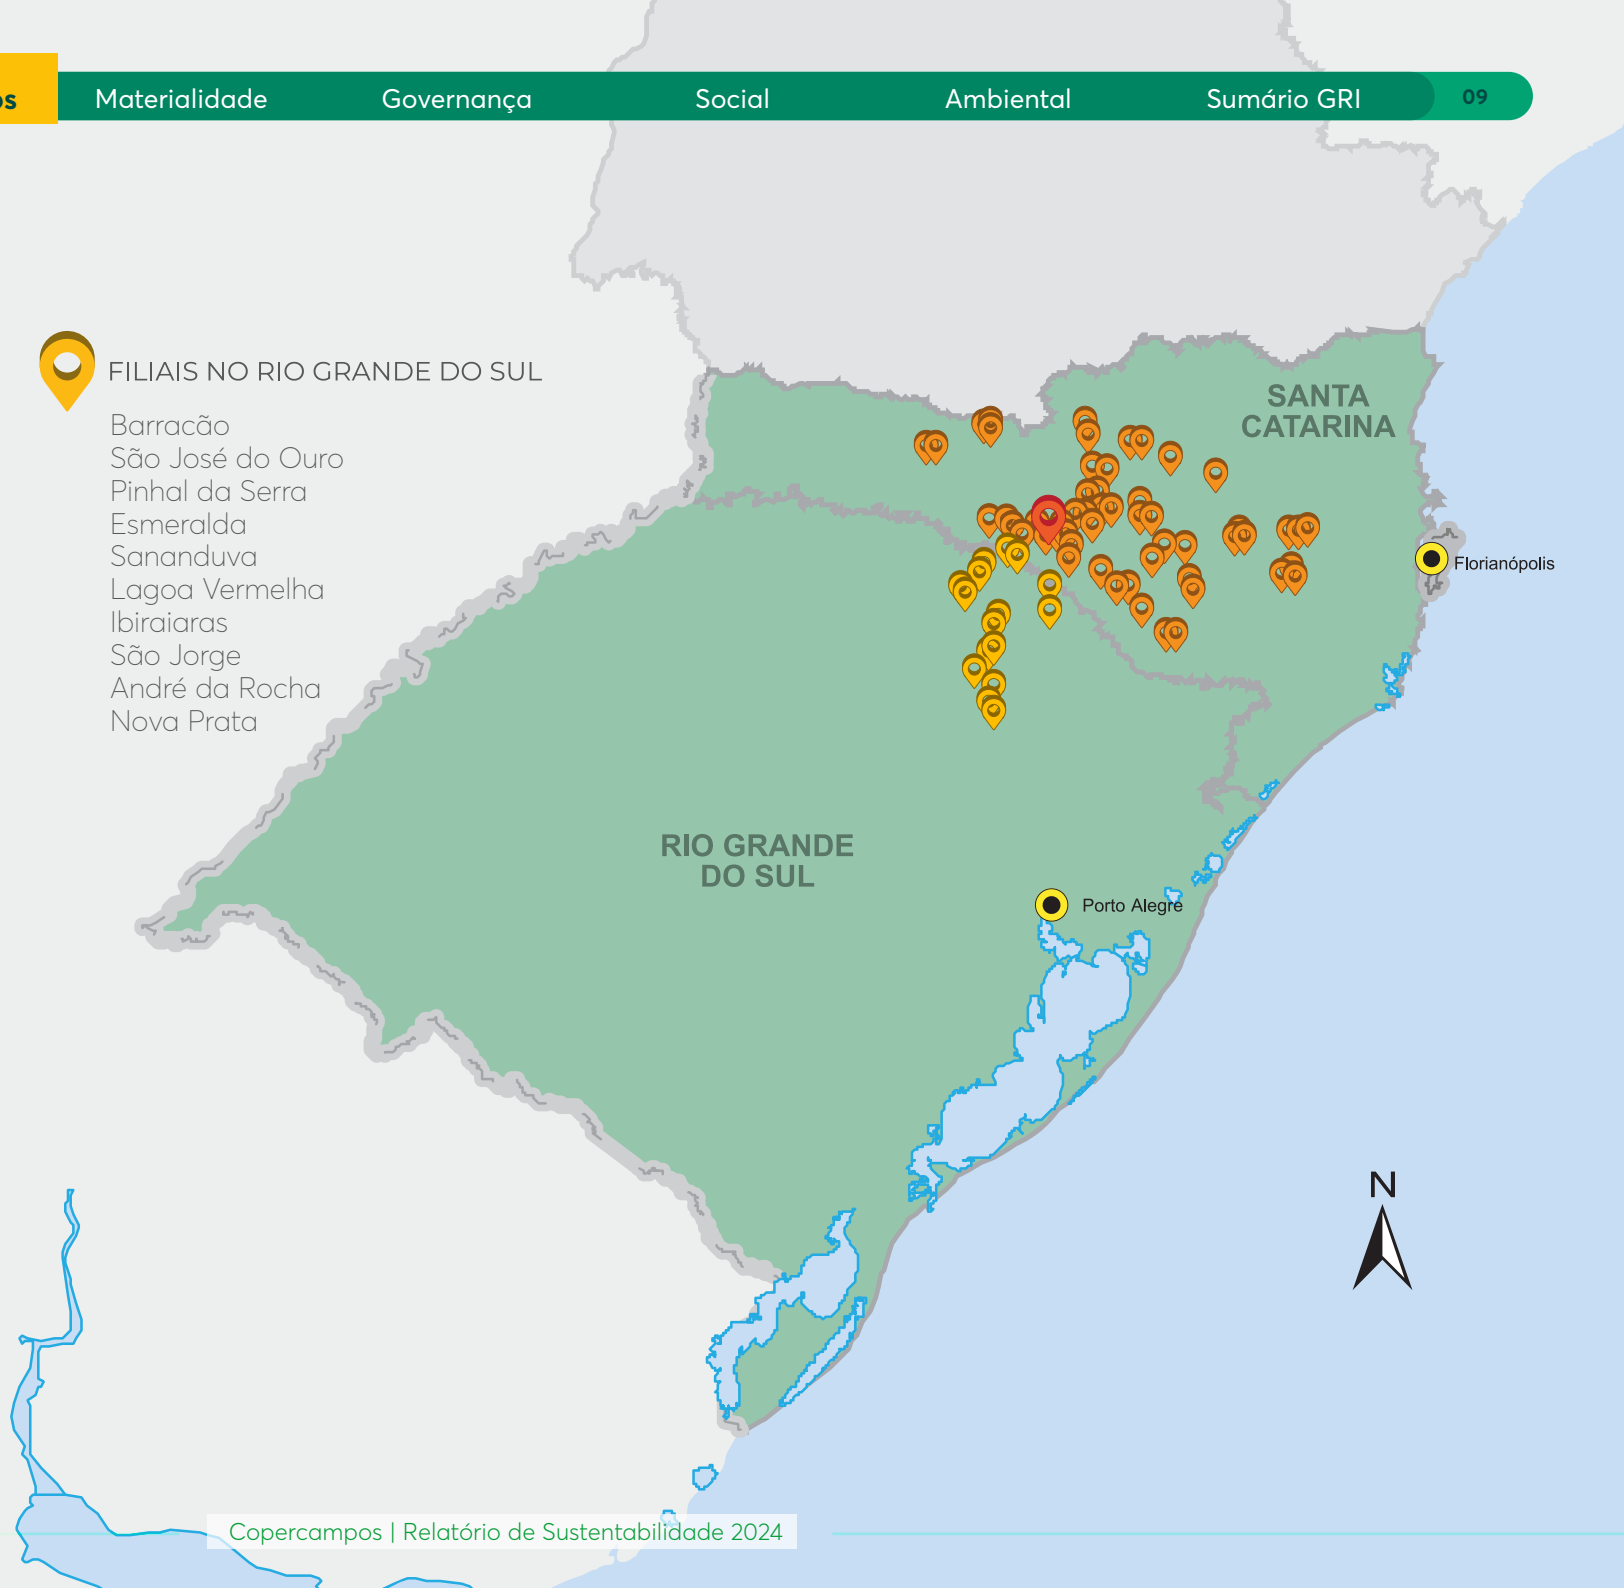 os
Materialidade
Governança
Social
Ambiental
Sumário GRI
09
FILIAIS NO RIO GRANDE DO SUL
Barracão
São José do Ouro
Pinhal da Serra
Esmeralda
Sananduva
Lagoa Vermelha
Ibiraiaras
São Jorge
André da Rocha
Nova Prata
SANTA
CATARINA
Florianópolis
RIO GRANDE
DO SUL
Porto Alegre
N
Copercampos | Relatório de Sustentabilidade 2024